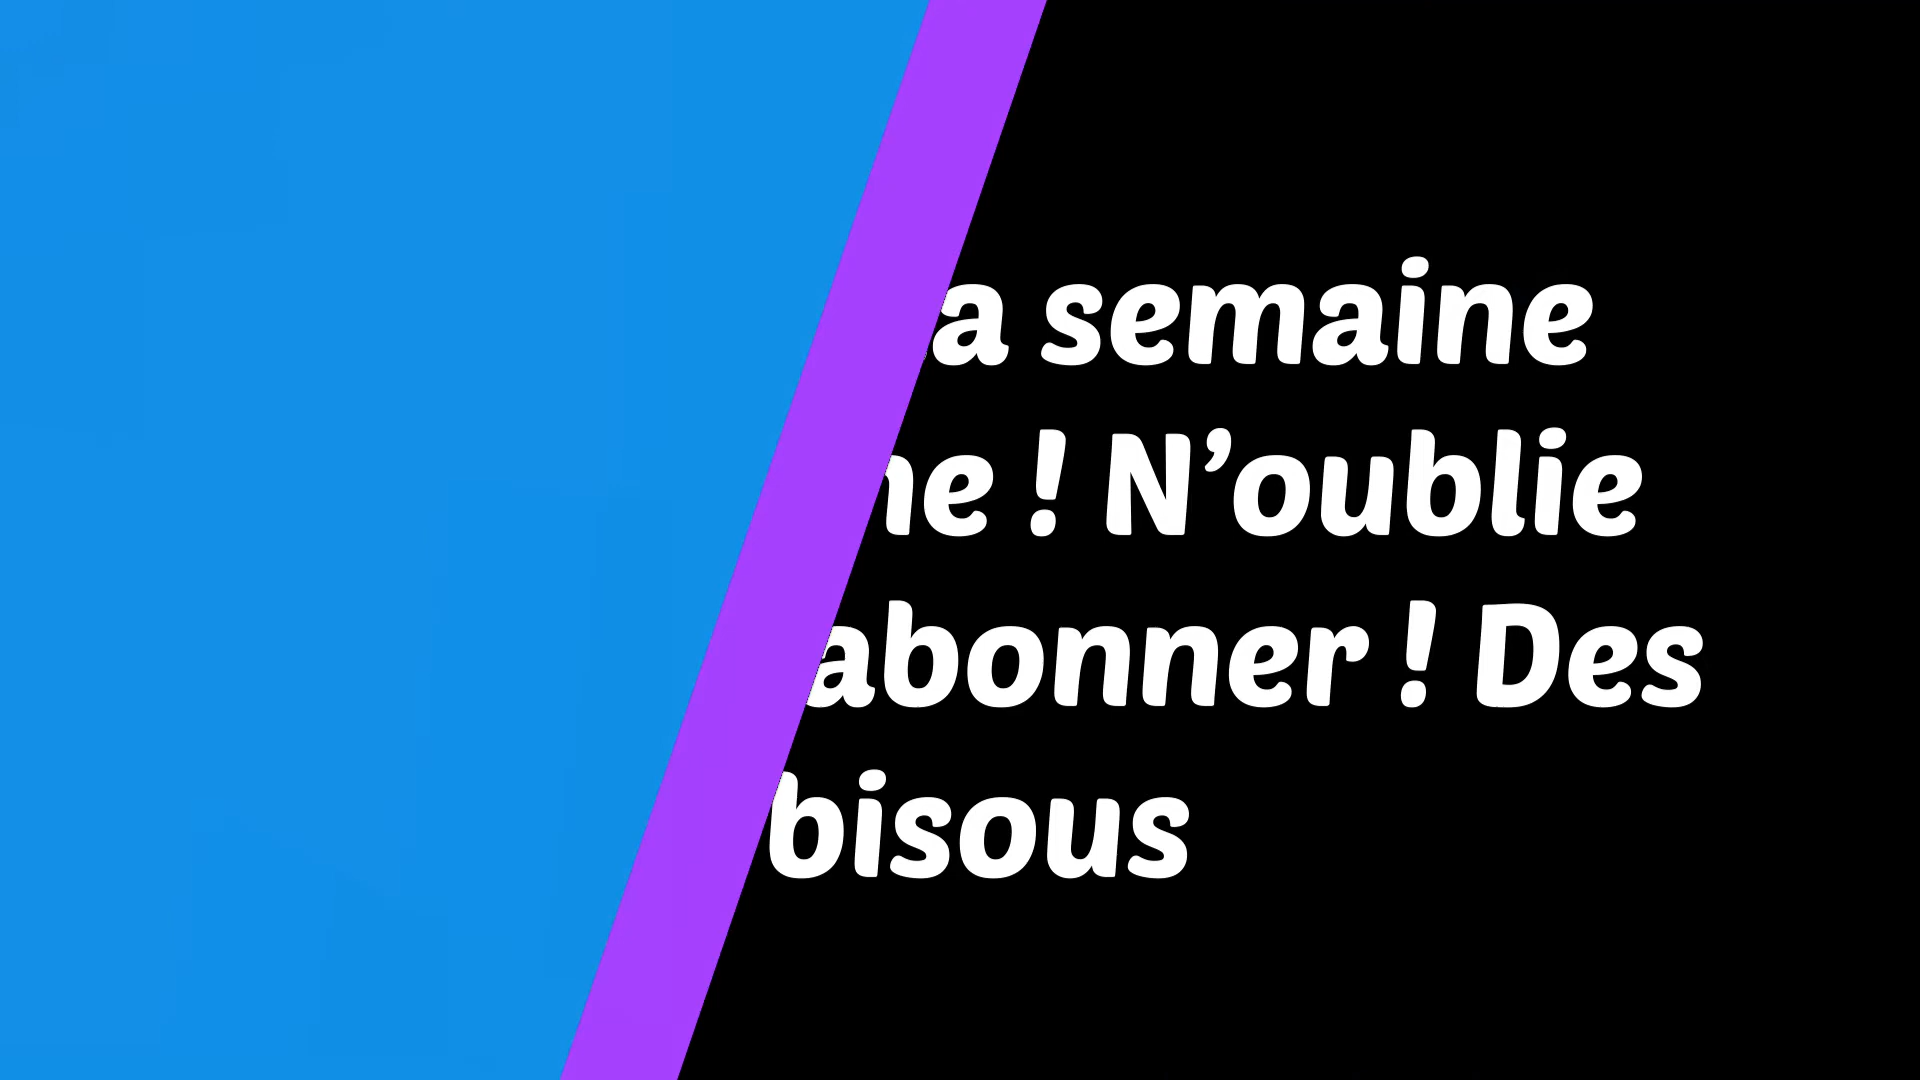 a semaine
ne ! N’oublie
abonner ! Des
bisous